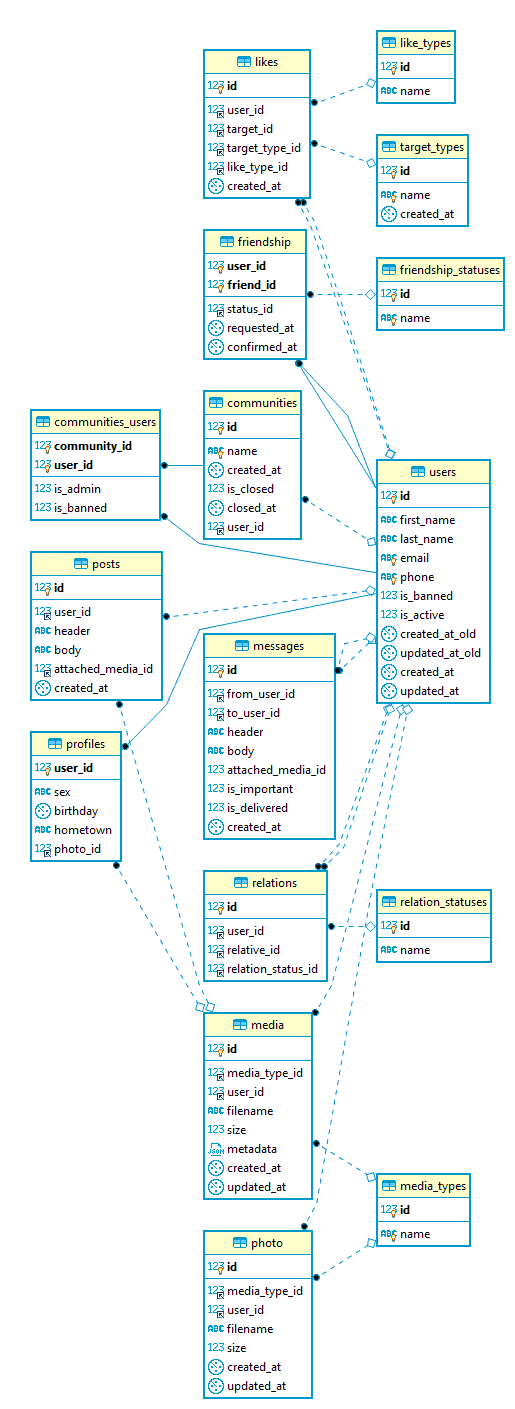 likes
123 id
123 user_id
123 target_id
123 target_type_id
123 like_type_id
created_at
like_types
123 id
ABC name
target_types
123 id
ABC name
created_at
friendship
123 user_id
123 friend_id
123 status_id
requested_at
confirmed_at
friendship_statuses
123 id
ABC name
communities_users
123 community_id
123 user_id
123 is_admin
123 is_banned
communities
123 id
ABC name
created_at
123 is_closed
closed_at
123 user_id
users
123 id
ABC first_name
ABC last_name
ABC email
ABC phone
123 is_banned
123 is_active
created_at_old
updated_at_old
created_at
updated_at
posts
123 id
123 user_id
ABC header
ABC body
123 attached_media_id
created_at
messages
123 id
123 from_user_id
123 to_user_id
ABC header
ABC body
123 attached_media_id
123 is_important
123 is_delivered
created_at
profiles
123 user_id
ABC sex
birthday
ABC hometown
123 photo_id
relations
123 id
123 user_id
123 relative_id
123 relation_status_id
relation_statuses
123 id
ABC name
media
123 id
123 media_type_id
123 user_id
ABC filename
123 size
JSON metadata
created_at
updated_at
media_types
123 id
ABC name
photo
123 id
123 media_type_id
123 user_id
ABC filename
123 size
created_at
updated_at